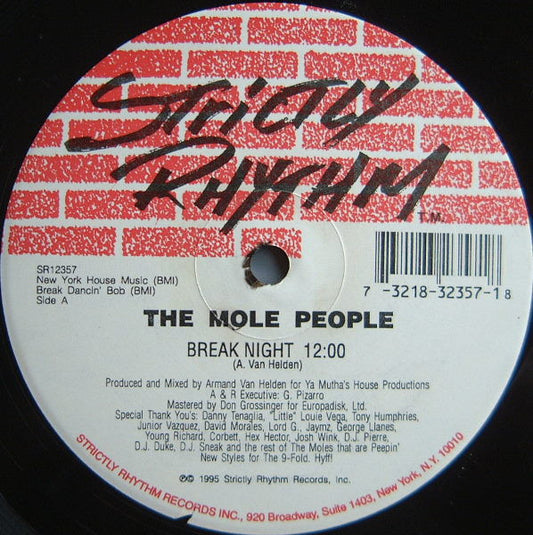 STRICTLY
RHYTHM
T.M.
SR12357
New York House Music (BMI)
Break Dancin' Bob (BMI)
Side A
7 -3218-32357-1 8
THE MOLE PEOPLE
BREAK NIGHT 12:00
(A. Van Helden)
Produced and Mixed by Armand Van Helden for Ya Mutha's House Productions
A & R Executive: G. Pizarro
Mastered by Don Grossinger for Europadisk, Ltd.
Special Thank You's: Danny Tenaglia, "Little" Louie Vega, Tony Humphries,
Junior Vazquez, David Morales, Lord G., Jaymz, George Llanes,
Young Richard, Corbett, Hex Hector, Josh Wink, D.J. Pierre,
D.J. Duke, D.J. Sneak and the rest of The Moles that are Peepin'
New Styles for The 9-Fold. Hyff!
℗© 1995 Strictly Rhythm Records, Inc.
STRICTLY RHYTHM RECORDS INC., 920 Broadway, Suite 1403, New York, N.Y. 10010